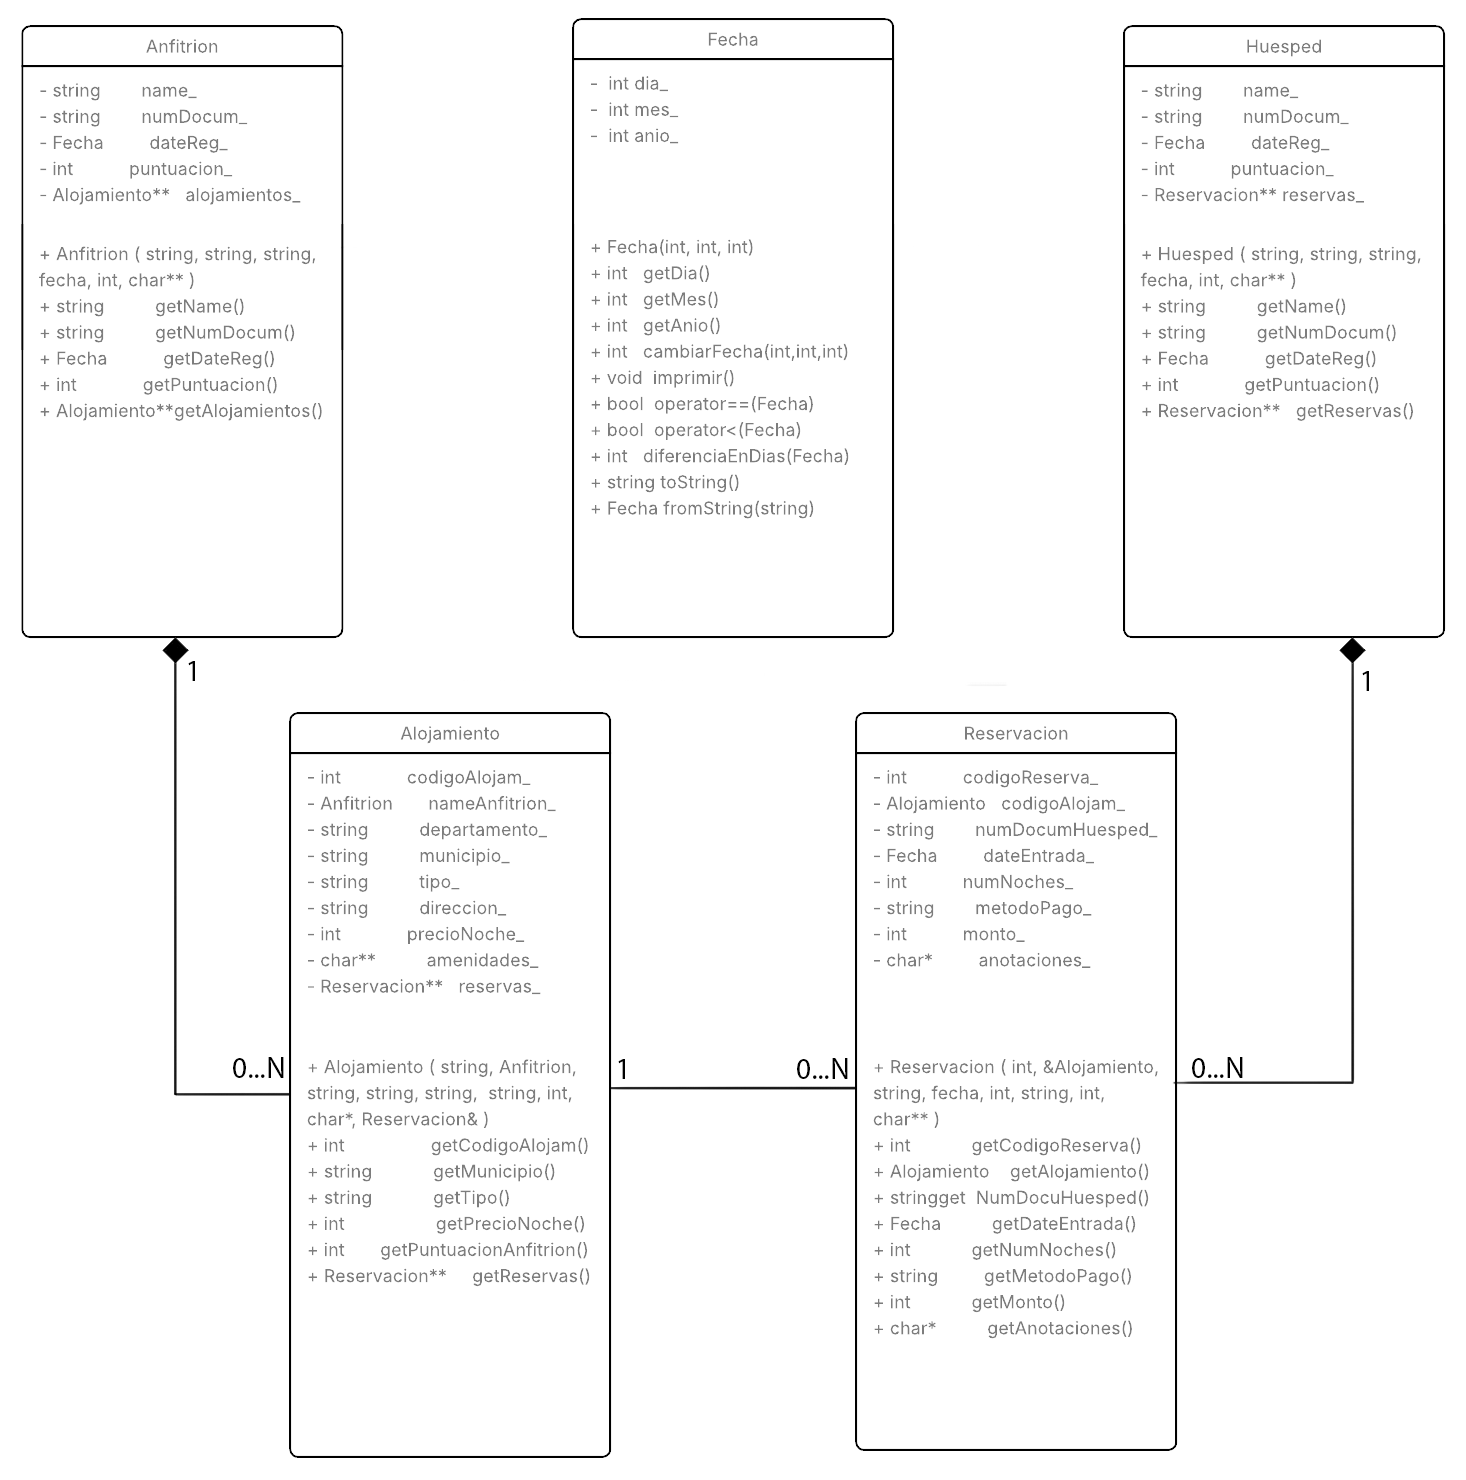 Anfitrion
- string name_
- string numDocum_
- Fecha dateReg_
- int puntuacion_
- Alojamiento** alojamientos_
+ Anfitrion ( string, string, string,
fecha, int, char** )
+ string getName()
+ string getNumDocum()
+ Fecha getDateReg()
+ int getPuntuacion()
+ Alojamiento**getAlojamientos()
1
0...N
Fecha
- int dia_
- int mes_
- int anio_
+ Fecha(int, int, int)
+ int getDia()
+ int getMes()
+ int getAnio()
+ int cambiarFecha(int,int,int)
+ void imprimir()
+ bool operator==(Fecha)
+ bool operator<(Fecha)
+ int diferenciaEnDias(Fecha)
+ string toString()
+ Fecha fromString(string)
Huesped
- string name_
- string numDocum_
- Fecha dateReg_
- int puntuacion_
- Reservacion** reservas_
+ Huesped ( string, string, string,
fecha, int, char** )
+ string getName()
+ string getNumDocum()
+ Fecha getDateReg()
+ int getPuntuacion()
+ Reservacion** getReservas()
1
0...N
Alojamiento
- int codigoAlojam_
- Anfitrion nameAnfitrion_
- string departamento_
- string municipio_
- string tipo_
- string direccion_
- int precioNoche_
- char** amenidades_
- Reservacion** reservas_
+ Alojamiento ( string, Anfitrion,
string, string, string, string, int,
char*, Reservacion& )
+ int getCodigoAlojam()
+ string getMunicipio()
+ string getTipo()
+ int getPrecioNoche()
+ int getPuntuacionAnfitrion()
+ Reservacion** getReservas()
1
0...N
Reservacion
- int codigoReserva_
- Alojamiento codigoAlojam_
- string numDocumHuesped_
- Fecha dateEntrada_
- int numNoches_
- string metodoPago_
- int monto_
- char* anotaciones_
+ Reservacion ( int, &Alojamiento,
string, fecha, int, string, int,
char** )
+ int getCodigoReserva()
+ Alojamiento getAlojamiento()
+ stringget NumDocuHuesped()
+ Fecha getDateEntrada()
+ int getNumNoches()
+ string getMetodoPago()
+ int getMonto()
+ char* getAnotaciones()